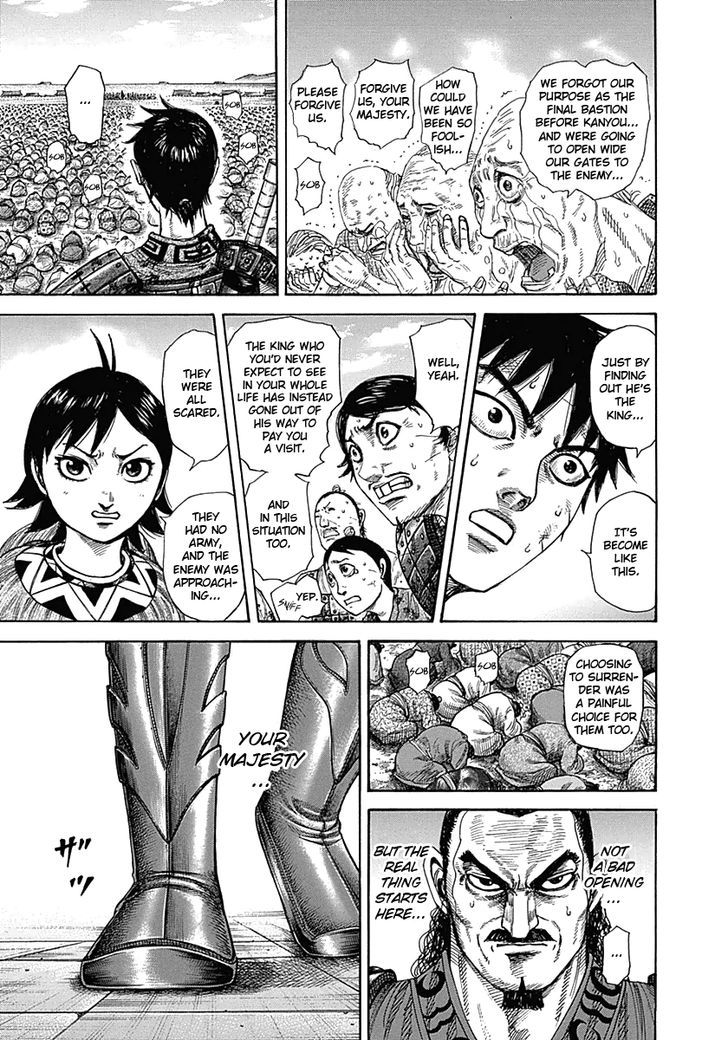 WE FORGOT OUR
PURPOSE AS THE
FINAL BASTION
BEFORE KANYOU...
...AND WERE GOING
TO OPEN WIDE
OUR GATES TO
THE ENEMY...
HOW
COULD
WE HAVE
BEEN SO
FOOL-
ISH...
FORGIVE
US, YOUR
MAJESTY.
PLEASE
FORGIVE
US.
SOB
SOB
SOB
...
SOB
SOB
JUST BY
FINDING
OUT HE'S
THE
KING...
IT'S
BECOME
LIKE
THIS.
WELL,
YEAH.
THE KING WHO
YOU'D NEVER
EXPECT TO SEE
IN YOUR WHOLE
LIFE HAS INSTEAD
GONE OUT OF
HIS WAY TO
PAY YOU
A VISIT.
AND
IN THIS
SITUATION
TOO.
YEP.
SNIFF
THEY
WERE
ALL
SCARED.
THEY
HAD NO
ARMY,
AND THE
ENEMY WAS
APPROACH-
ING...
CHOOSING
TO SURREN-
DER WAS
A PAINFUL
CHOICE FOR
THEM TOO.
SOB
SOB
NOT
A BAD
OPENING...
BUT THE
REAL
THING
STARTS
HERE...
...
YOUR
MAJESTY
...
ザッ